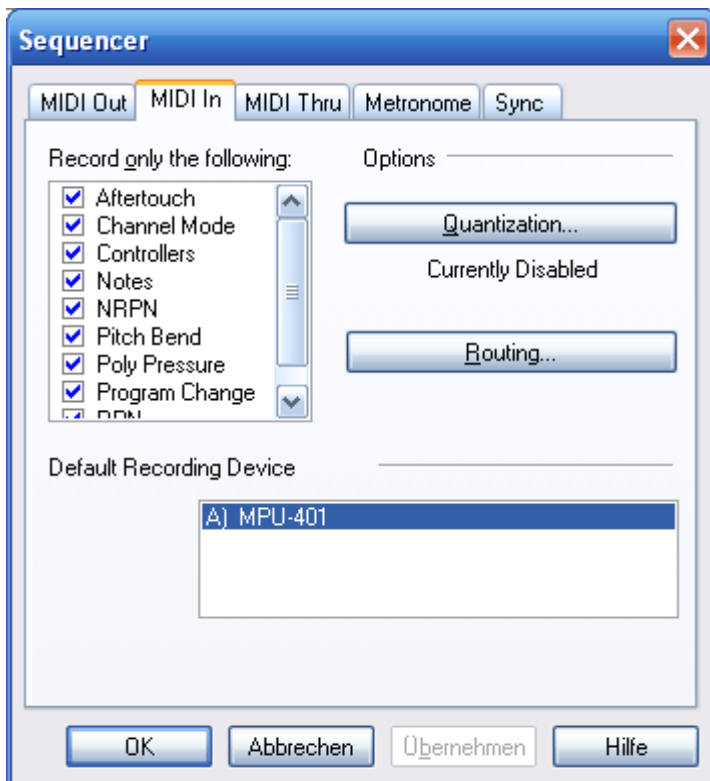 Sequencer
MIDI Out MIDI In MIDI Thru Metronome Sync
Record only the following:
Aftertouch
Channel Mode
Controllers
Notes
NRPN
Pitch Bend
Poly Pressure
Program Change
RPN
Options
Quantization...
Currently Disabled
Routing...
Default Recording Device
A) MPU-401
OK Abbrechen Übernehmen Hilfe